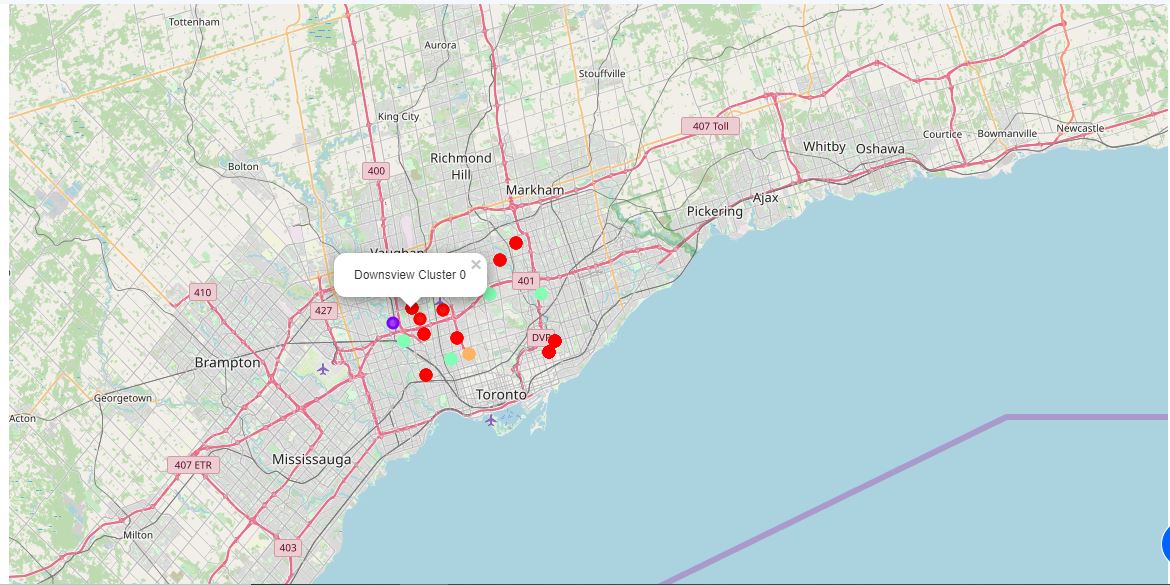 Tottenham
Aurora
Stouffville
King City
407 Toll
Newcastle
Courtice
Bowmanville
Whitby
Oshawa
Richmond
Hill
Bolton
400
Markham
Ajax
Pickering
Vaughan
Downsview Cluster 0
×
401
410
427
DVP
Brampton
Toronto
Georgetown
Acton
Mississauga
407 ETR
Milton
403